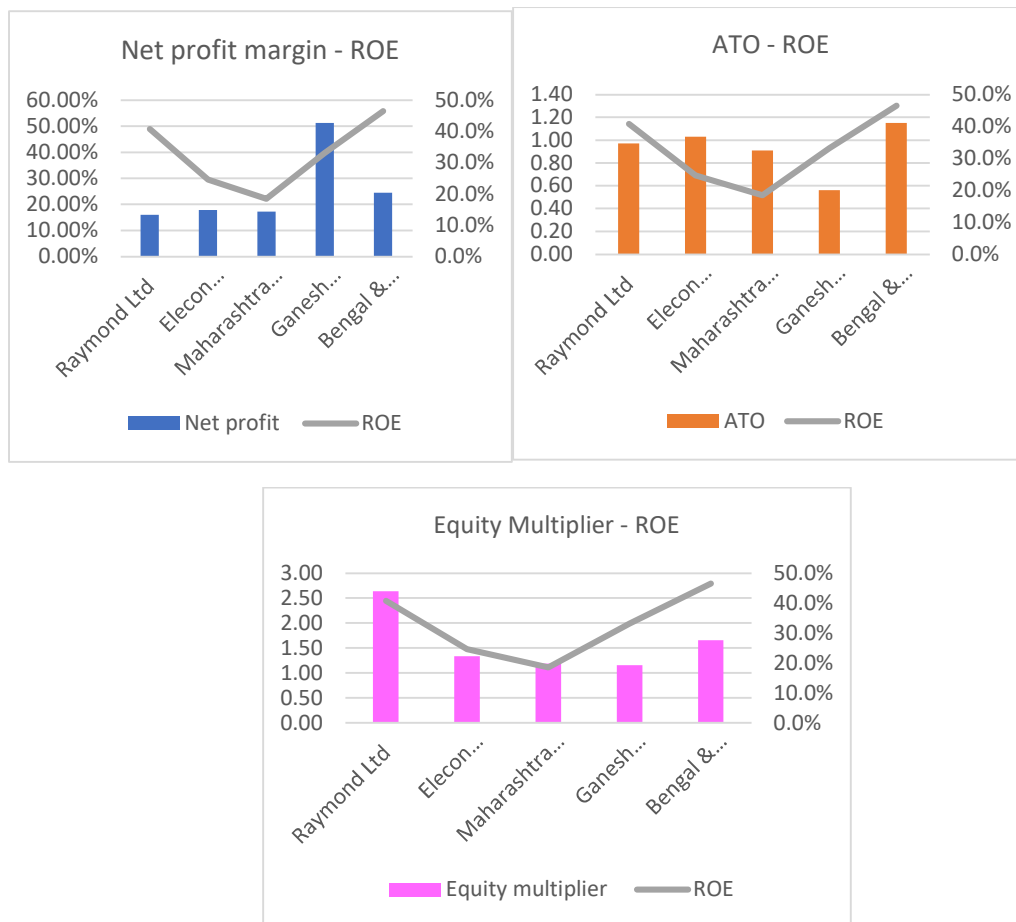 Net profit margin - ROE
60.00%
50.00%
40.00%
30.00%
20.00%
10.00%
0.00%
50.0%
40.0%
30.0%
20.0%
10.0%
0.0%
Raymond Ltd
Elecon...
Maharashtra...
Ganesh...
Bengal &...
Net profit
ROE
ATO - ROE
1.40
1.20
1.00
0.80
0.60
0.40
0.20
0.00
50.0%
40.0%
30.0%
20.0%
10.0%
0.0%
Raymond Ltd
Elecon...
Maharashtra...
Ganesh...
Bengal &...
ATO
ROE
Equity Multiplier - ROE
3.00
2.50
2.00
1.50
1.00
0.50
0.00
50.0%
40.0%
30.0%
20.0%
10.0%
0.0%
Raymond Ltd
Elecon...
Maharashtra...
Ganesh...
Bengal &...
Equity multiplier
ROE